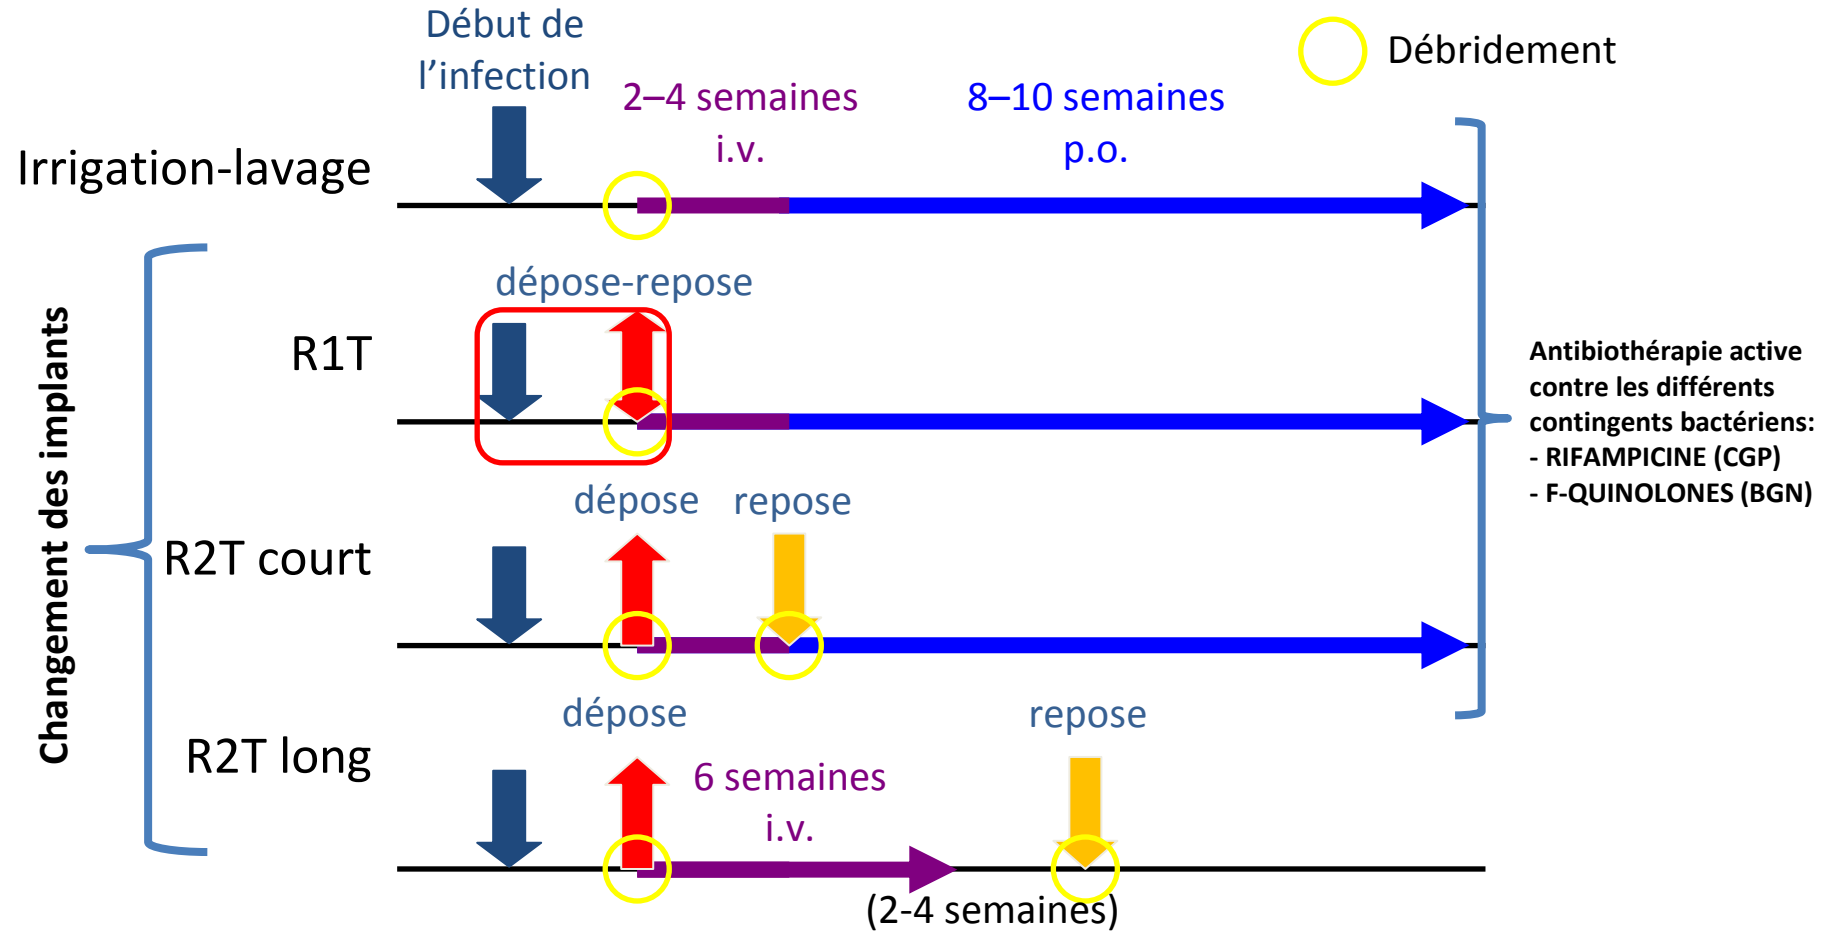 Début de
l’infection
Débridement
2–4 semaines
i.v.
8–10 semaines
p.o.
Irrigation-lavage
dépose-repose
R1T
Changement des implants
Antibiothérapie active
contre les différents
contingents bactériens:
- RIFAMPICINE (CGP)
- F-QUINOLONES (BGN)
dépose
repose
R2T court
dépose
repose
R2T long
6 semaines
i.v.
(2-4 semaines)